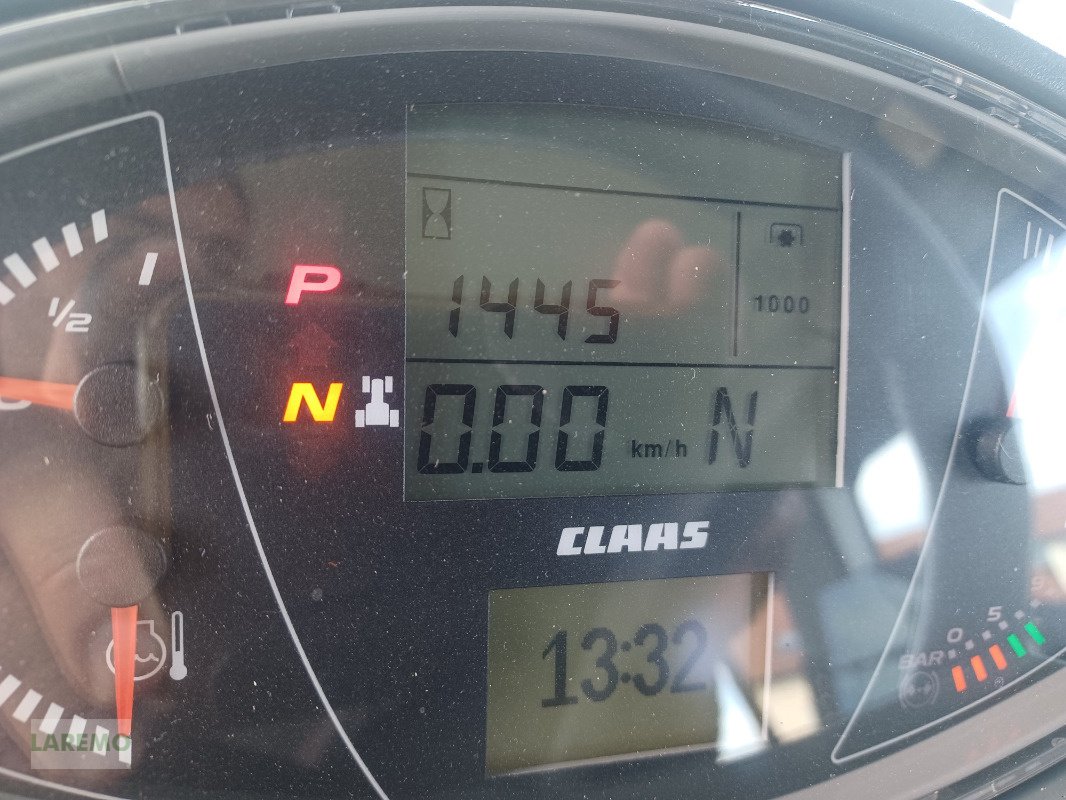 1
1/2
P
1445
1000
N
0.00 km/h N
CLAAS
13:32
0 5
BAR
LAREMO